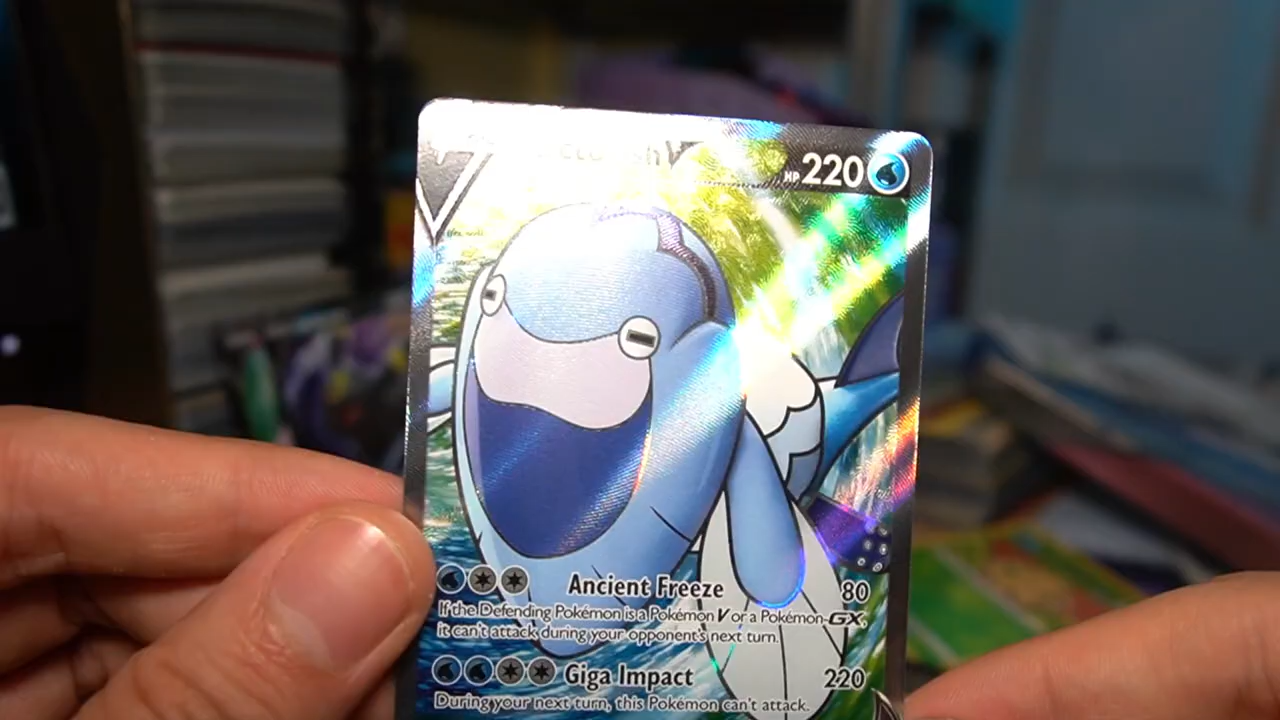 V
HP 220
Ancient Freeze 80
If the Defending Pokémon is a Pokémon V or a Pokémon-GX,
it can't attack during your opponent's next turn.
Giga Impact 220
During your next turn, this Pokémon can't attack.